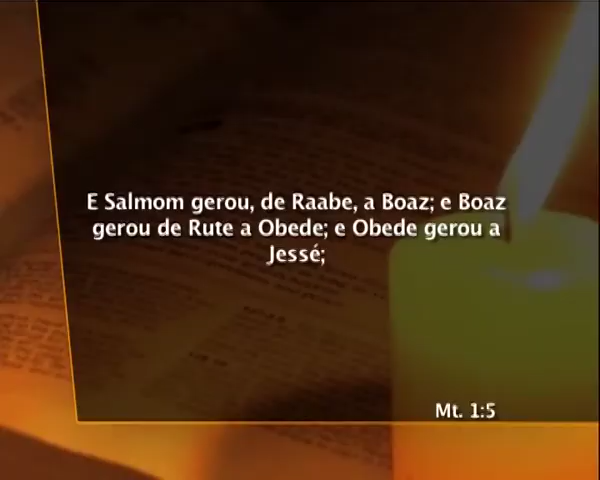 E Salmom gerou, de Raabe, a Boaz; e Boaz
gerou de Rute a Obede; e Obede gerou a
Jessé;
Mt. 1:5